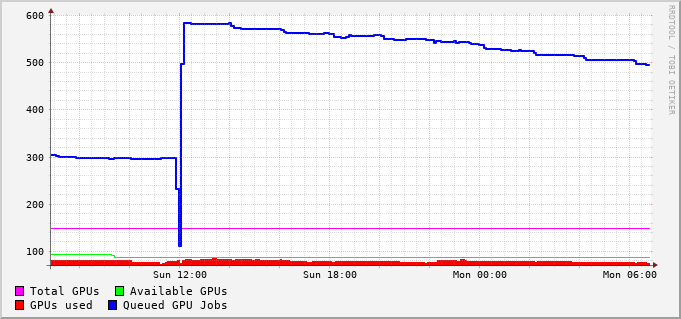 600
500
400
300
200
100
Sun 12:00 Sun 18:00 Mon 00:00 Mon 06:00
Total GPUs Available GPUs
GPUs used Queued GPU Jobs
RRDTOOL / TOBI OETIKER